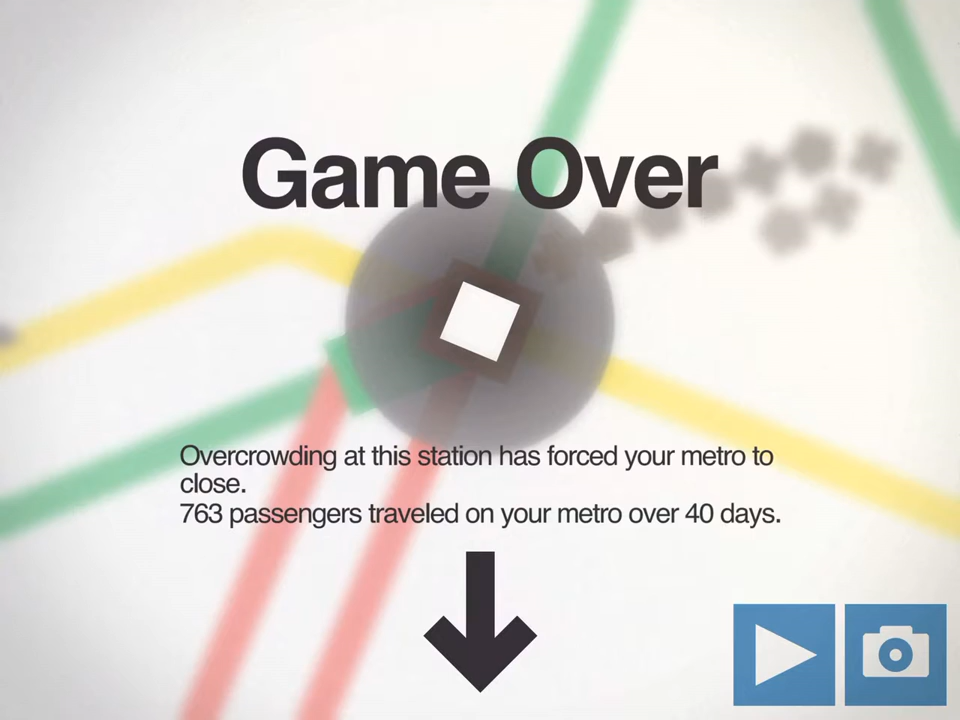 Game Over
Overcrowding at this station has forced your metro to
close.
763 passengers traveled on your metro over 40 days.